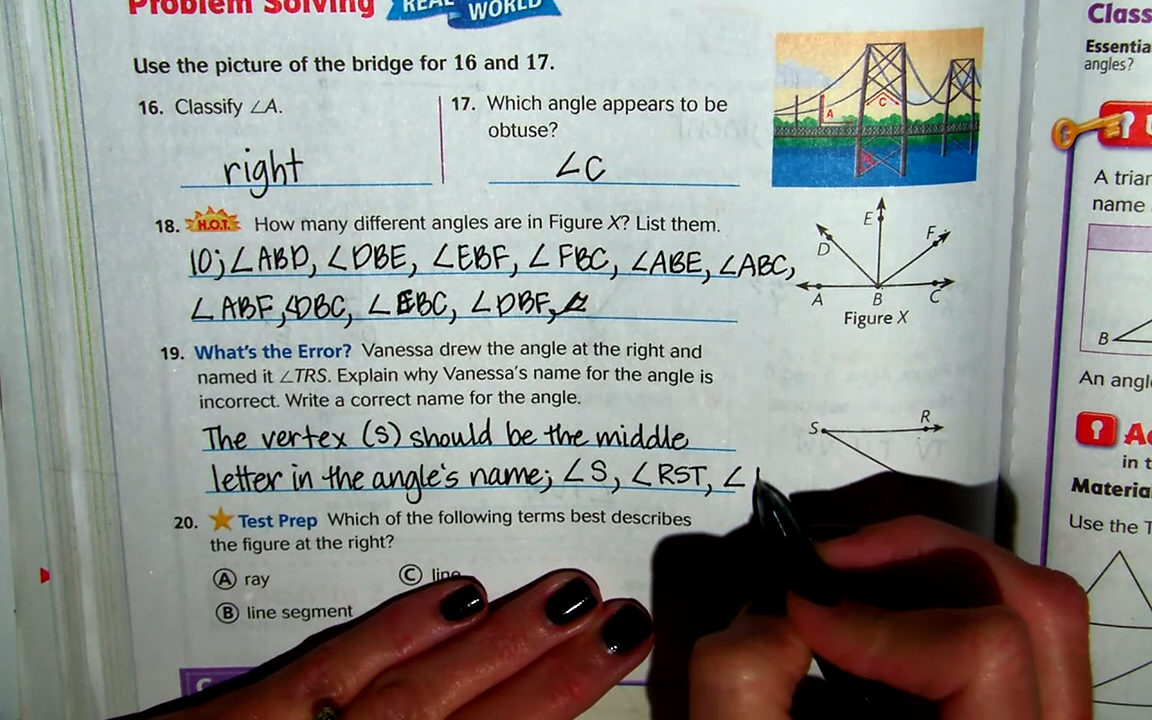 Problem Solving REAL WORLD
Use the picture of the bridge for 16 and 17.
16. Classify ∠A.
right
17. Which angle appears to be
obtuse?
∠C
A
C
18. H.O.T. How many different angles are in Figure X? List them.
10; ∠ABD, ∠DBE, ∠EBF, ∠FBC, ∠ABE, ∠ABC,
∠ABF, ∠DBC, ∠EBC, ∠DBF,
E
D
F
A
B
C
Figure X
19. What's the Error? Vanessa drew the angle at the right and
named it ∠TRS. Explain why Vanessa's name for the angle is
incorrect. Write a correct name for the angle.
The vertex (S) should be the middle
letter in the angle's name; ∠S, ∠RST, ∠
S
R
20. Test Prep Which of the following terms best describes
the figure at the right?
A ray
B line segment
C line
Class
Essentia
angles?
A trian
name
B
An angl
Ac
in t
Materia
Use the T